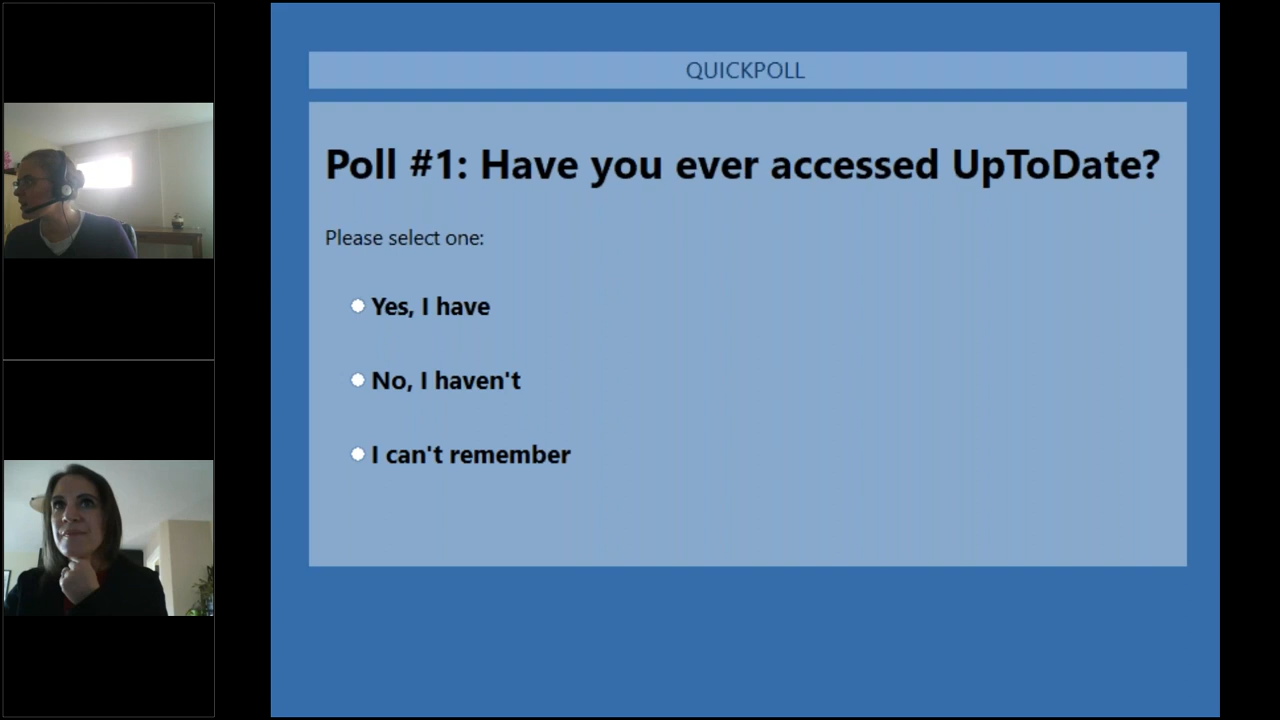 QUICKPOLL
Poll #1: Have you ever accessed UpToDate?
Please select one:
Yes, I have
No, I haven't
I can't remember